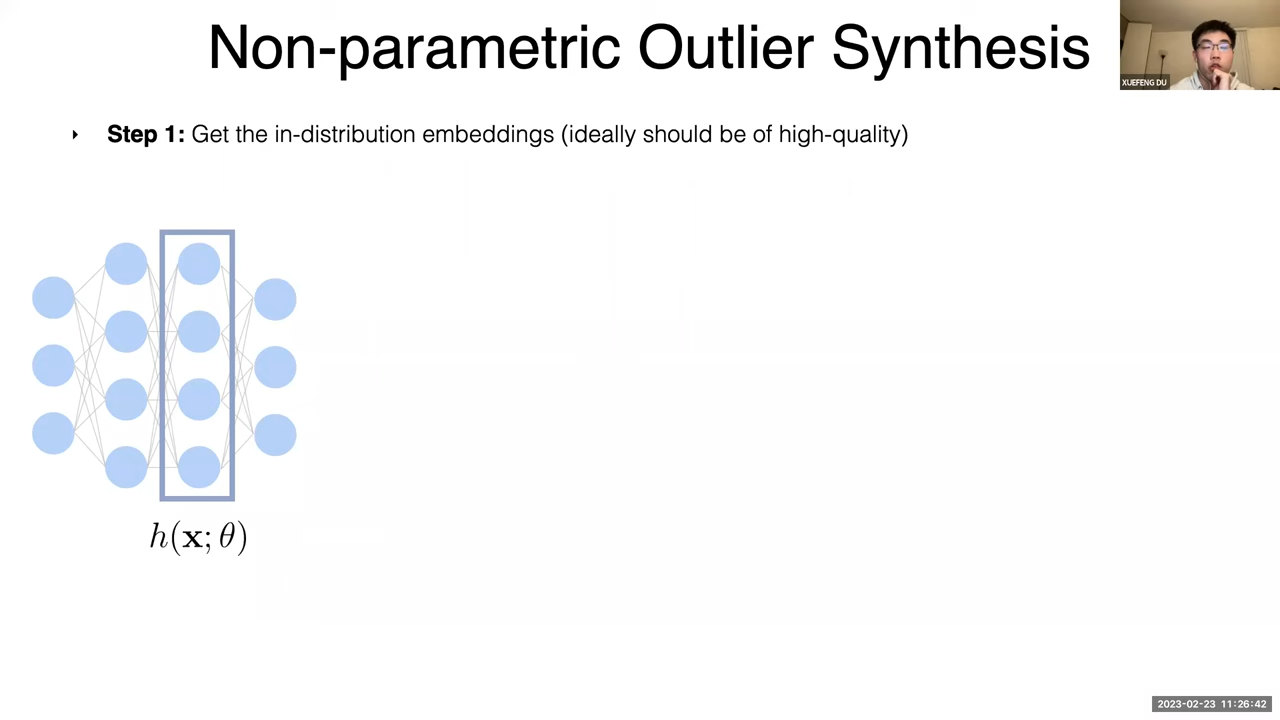 Non-parametric Outlier Synthesis
XUEFENG DU
‣ Step 1: Get the in-distribution embeddings (ideally should be of high-quality)
h(x; θ)
2023-02-23 11:26:42